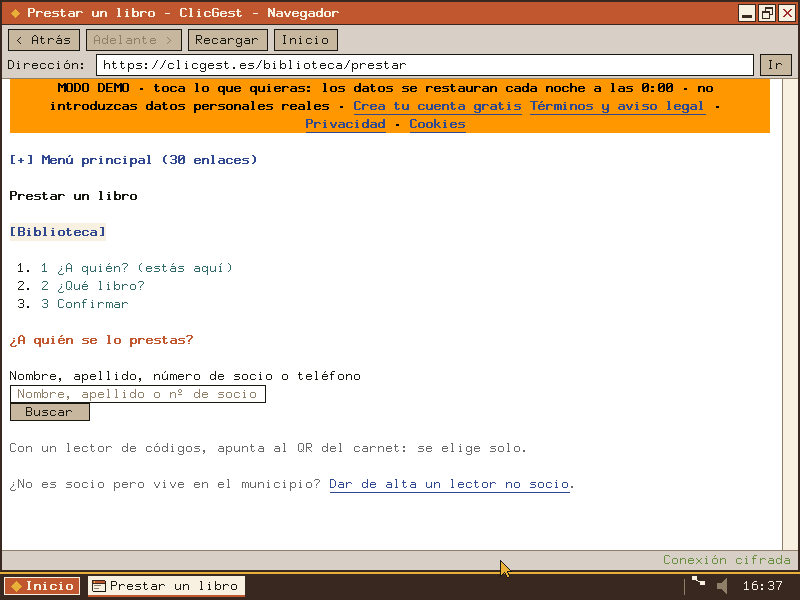 Prestar un libro - ClicGest - Navegador
< Atrás Adelante > Recargar Inicio
Dirección: https://clicgest.es/biblioteca/prestar Ir
MODO DEMO · toca lo que quieras: los datos se restauran cada noche a las 0:00 · no
introduzcas datos personales reales · Crea tu cuenta gratis Términos y aviso legal ·
Privacidad · Cookies
[+] Menú principal (30 enlaces)
Prestar un libro
[Biblioteca]
1. 1 ¿A quién? (estás aquí)
2. 2 ¿Qué libro?
3. 3 Confirmar
¿A quién se lo prestas?
Nombre, apellido, número de socio o teléfono
Nombre, apellido o nº de socio
Buscar
Con un lector de códigos, apunta al QR del carnet: se elige solo.
¿No es socio pero vive en el municipio? Dar de alta un lector no socio.
Conexión cifrada
Inicio Prestar un libro 16:37